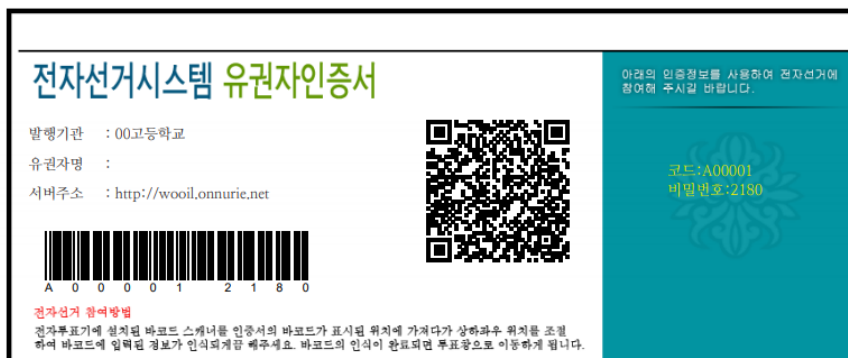 전자선거시스템 유권자인증서
발행기관 : 00고등학교
유권자명 :
서버주소 : http://wooil.onnurie.net
A 0 0 0 0 1 2 1 8 0
전자선거 참여방법
전자투표기에 설치된 바코드 스캐너를 인증서의 바코드가 표시된 위치에 가져다가 상하좌우 위치를 조절
하여 바코드에 입력된 정보가 인식되게끔 해주세요. 바코드의 인식이 완료되면 투표창으로 이동하게 됩니다.
아래의 인증정보를 사용하여 전자선거에
참여해 주시길 바랍니다.
코드:A00001
비밀번호:2180